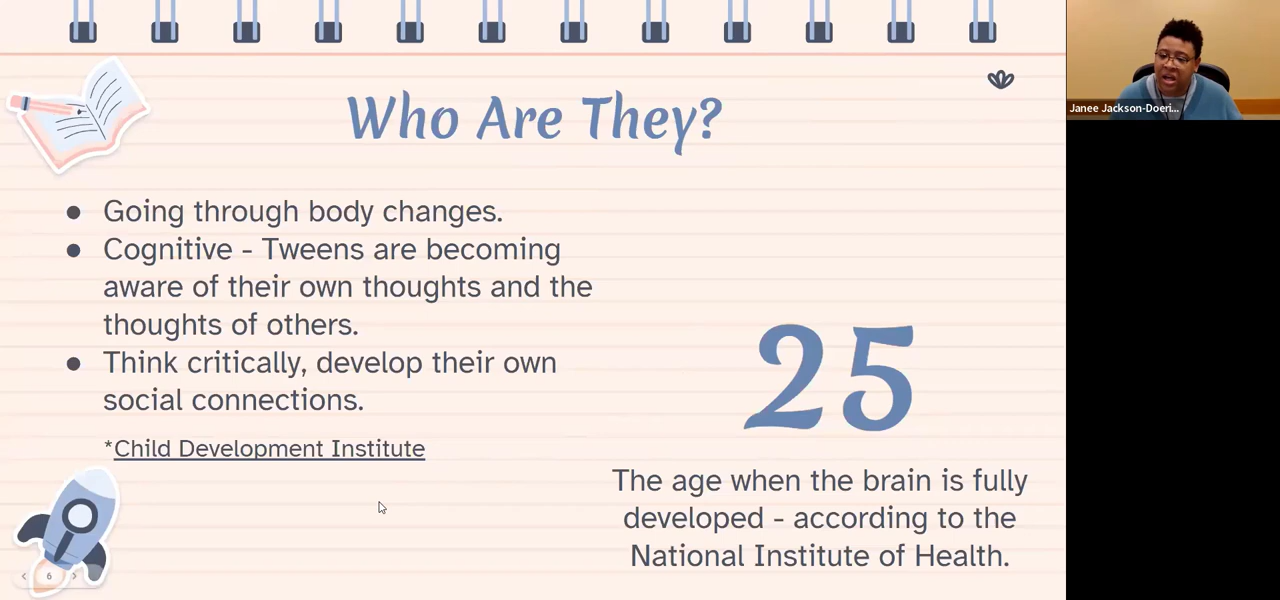 Who Are They?
● Going through body changes.
● Cognitive - Tweens are becoming
aware of their own thoughts and the
thoughts of others.
● Think critically, develop their own
social connections.
*Child Development Institute
25
The age when the brain is fully
developed - according to the
National Institute of Health.
6
Janee Jackson-Doeri...